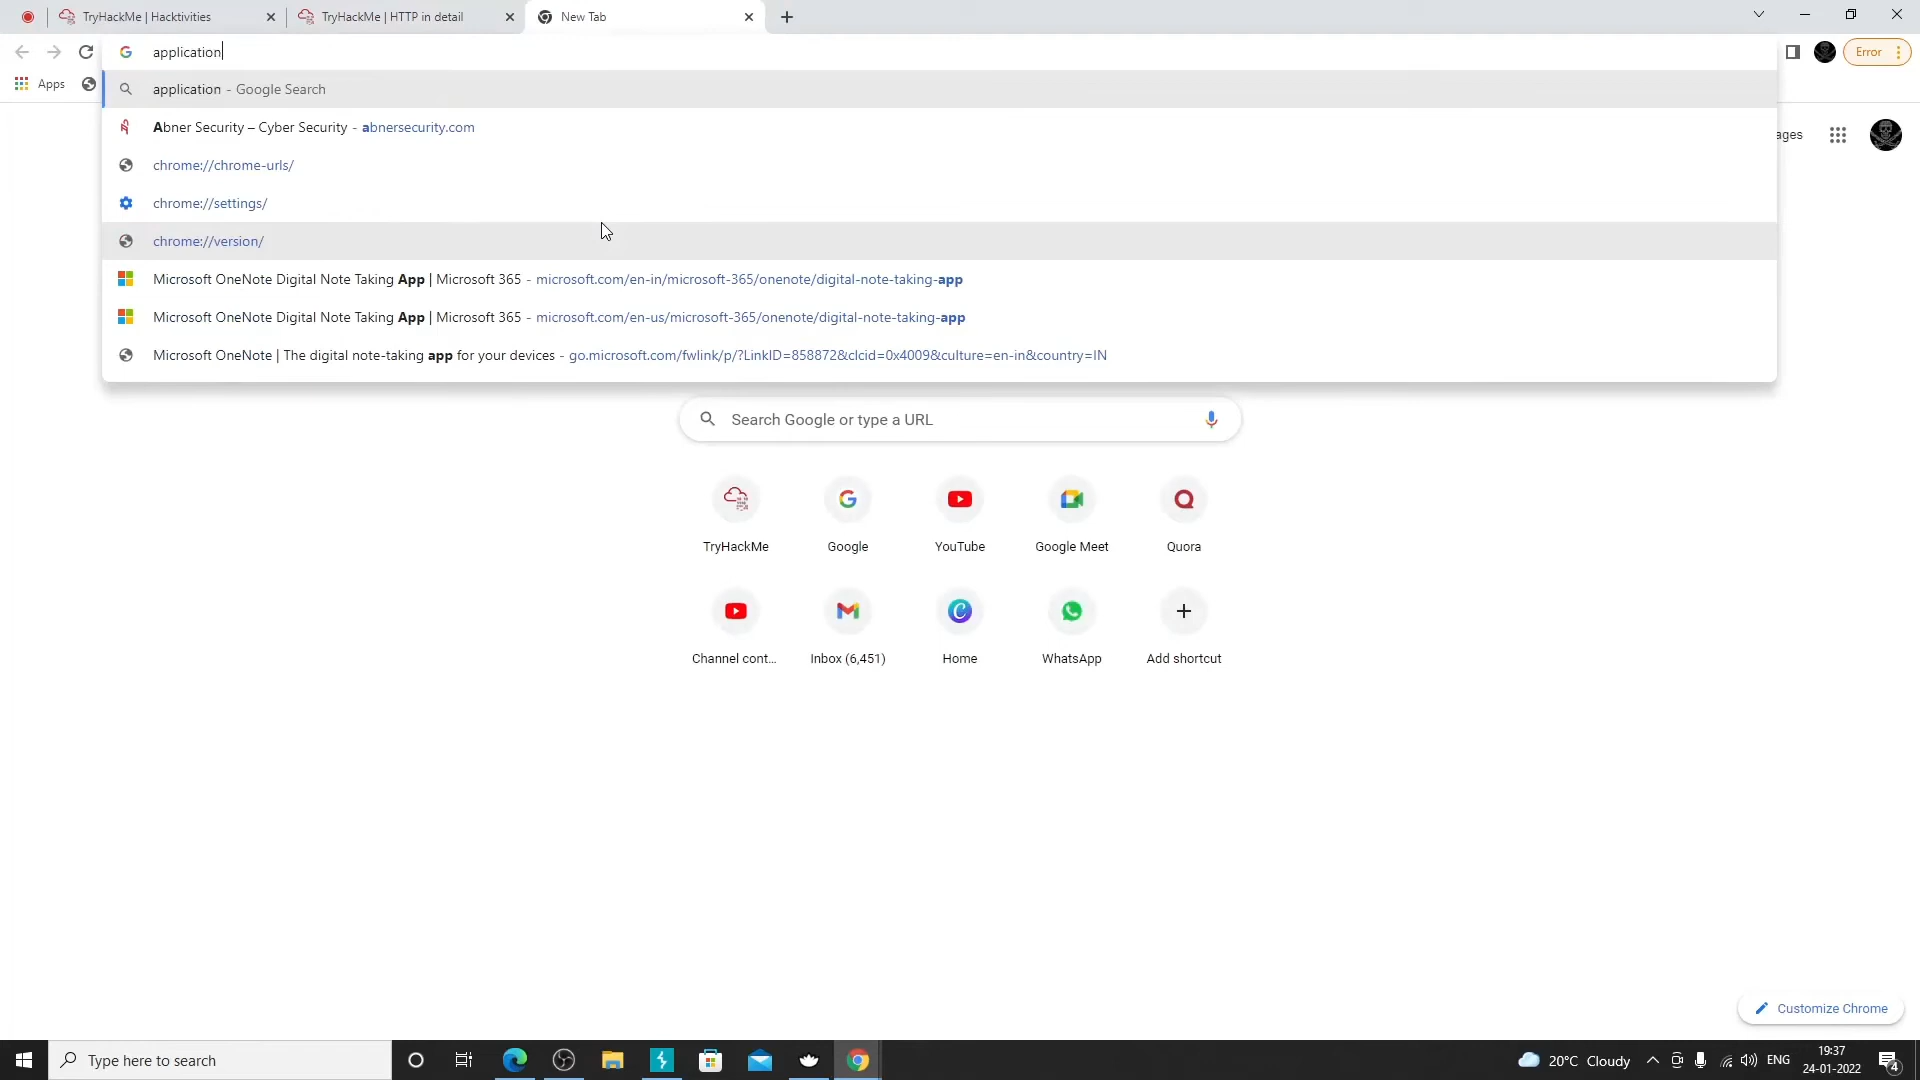 TryHackMe | Hacktivities
TryHackMe | HTTP in detail
New Tab
application
Error
Apps
application - Google Search
Abner Security – Cyber Security - abnersecurity.com
chrome://chrome-urls/
ages
chrome://settings/
chrome://version/
Microsoft OneNote Digital Note Taking App | Microsoft 365 - microsoft.com/en-in/microsoft-365/onenote/digital-note-taking-app
Microsoft OneNote Digital Note Taking App | Microsoft 365 - microsoft.com/en-us/microsoft-365/onenote/digital-note-taking-app
Microsoft OneNote | The digital note-taking app for your devices - go.microsoft.com/fwlink/p/?LinkID=858872&clcid=0x4009&culture=en-in&country=IN
Search Google or type a URL
TryHackMe
Google
YouTube
Google Meet
Quora
Channel cont...
Inbox (6,451)
Home
WhatsApp
Add shortcut
Customize Chrome
Type here to search
20°C Cloudy
ENG
19:37
24-01-2022
4